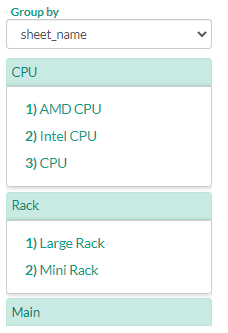 Group by
sheet_name
CPU
1) AMD CPU
2) Intel CPU
3) CPU
Rack
1) Large Rack
2) Mini Rack
Main